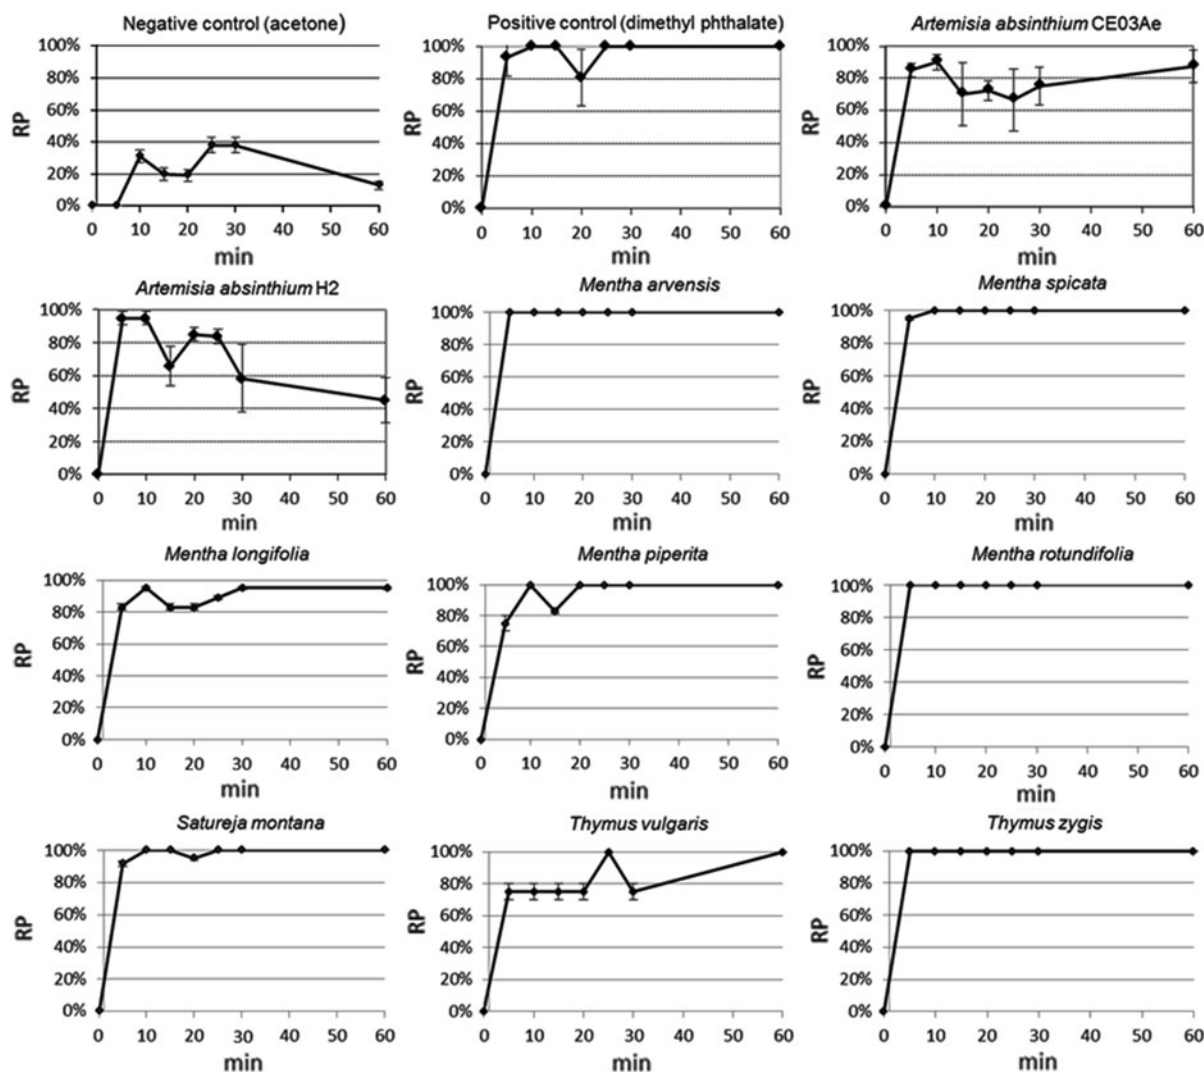 Negative control (acetone)
100%
80%
60%
40%
20%
0%
RP
0 10 20 30 40 50 60
min
Positive control (dimethyl phthalate)
100%
80%
60%
40%
20%
0%
RP
0 10 20 30 40 50 60
min
Artemisia absinthium CE03Ae
100%
80%
60%
40%
20%
0%
RP
0 10 20 30 40 50 60
min
Artemisia absinthium H2
100%
80%
60%
40%
20%
0%
RP
0 10 20 30 40 50 60
min
Mentha arvensis
100%
80%
60%
40%
20%
0%
RP
0 10 20 30 40 50 60
min
Mentha spicata
100%
80%
60%
40%
20%
0%
RP
0 10 20 30 40 50 60
min
Mentha longifolia
100%
80%
60%
40%
20%
0%
RP
0 10 20 30 40 50 60
min
Mentha piperita
100%
80%
60%
40%
20%
0%
RP
0 10 20 30 40 50 60
min
Mentha rotundifolia
100%
80%
60%
40%
20%
0%
RP
0 10 20 30 40 50 60
min
Satureja montana
100%
80%
60%
40%
20%
0%
RP
0 10 20 30 40 50 60
min
Thymus vulgaris
100%
80%
60%
40%
20%
0%
RP
0 10 20 30 40 50 60
min
Thymus zygis
100%
80%
60%
40%
20%
0%
RP
0 10 20 30 40 50 60
min